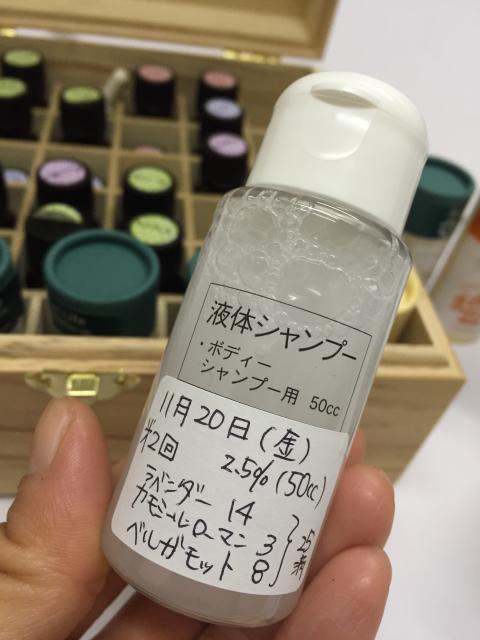 液体シャンプー
・ボディー
シャンプー用 50cc
11月20日(金)
第2回 2.5%(50cc)
ラベンダー 14
カモミールローマン 3
ベルガモット 8
25滴